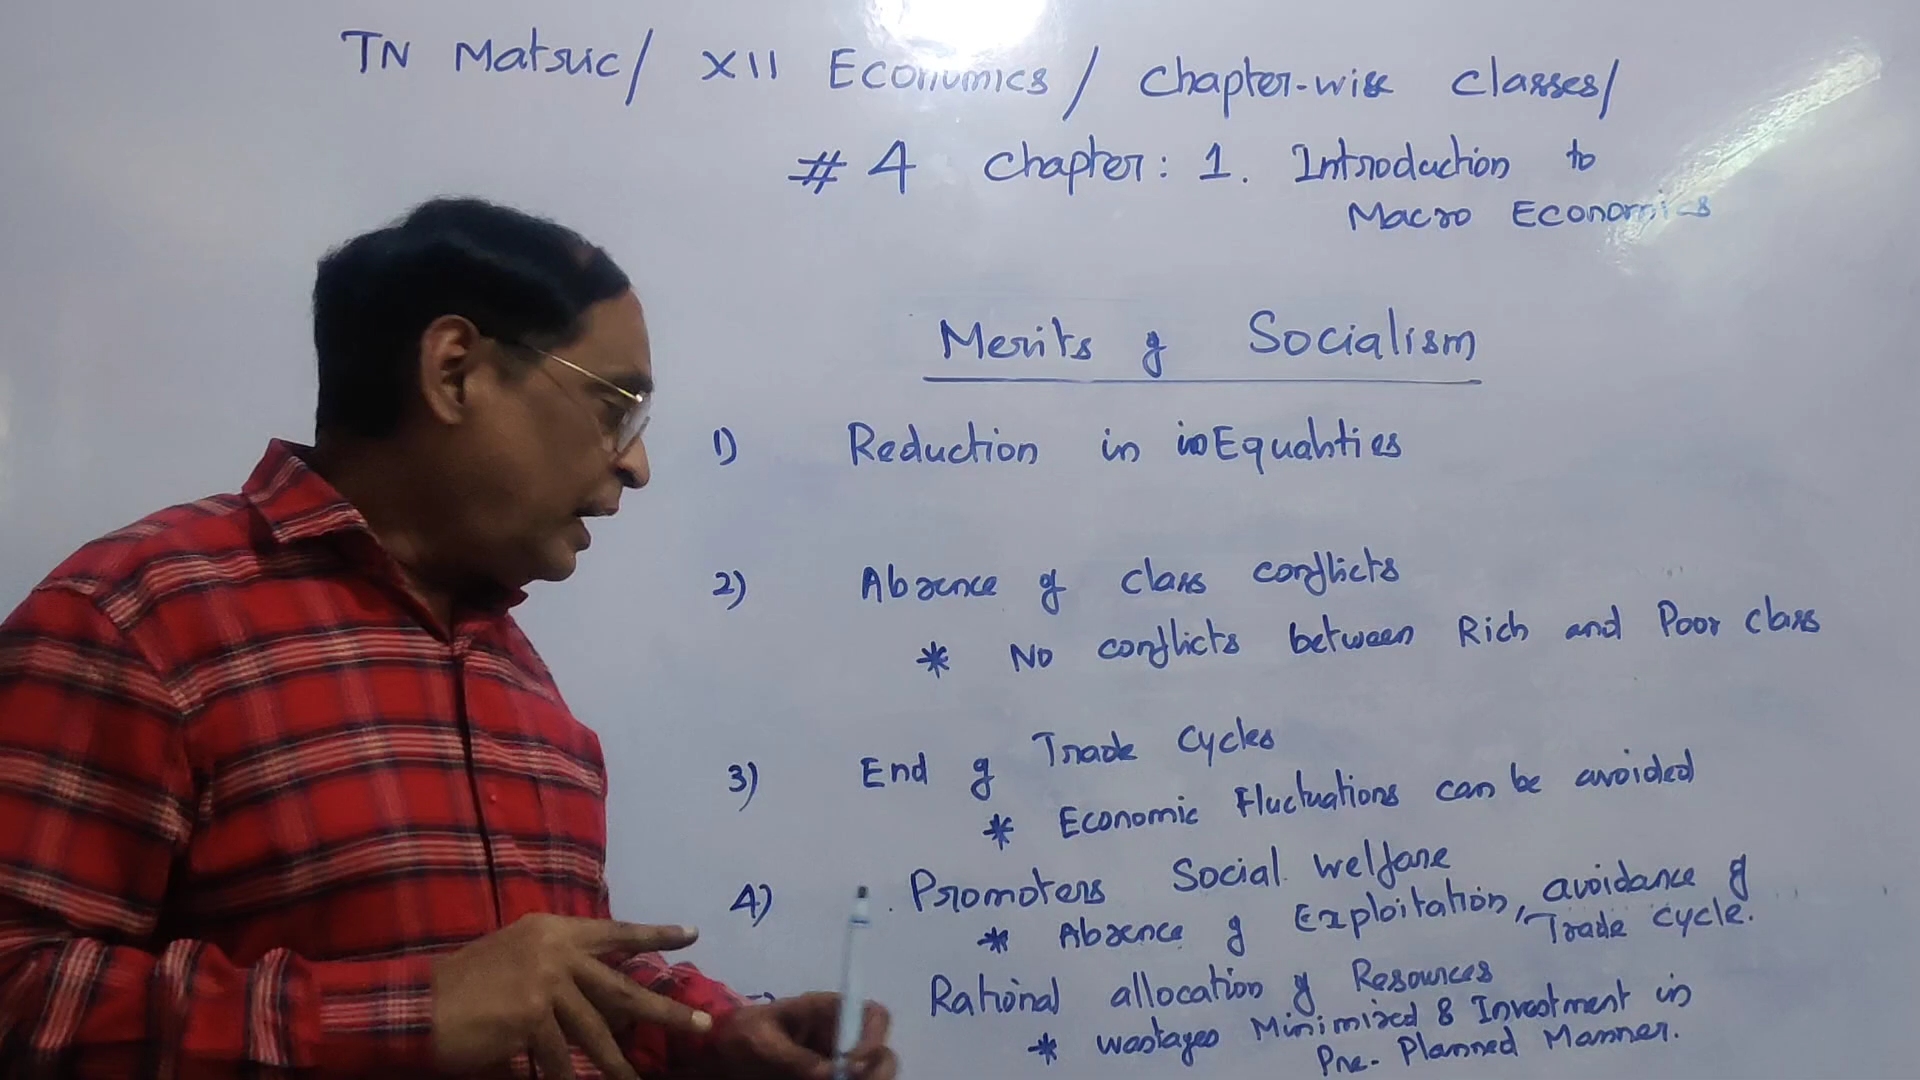 TN Matric/ XII Economics/ Chapter-wise Classes/
# 4 Chapter: 1. Introduction to
Macro Economics
Merits of Socialism
1) Reduction in inEqualities
2) Absence of class conflicts
* No conflicts between Rich and Poor class
3) End of Trade Cycles
* Economic Fluctuations can be avoided
4) Promoters Social welfare
* Absence of Exploitation, avoidance of
Trade cycle.
Rational allocation of Resources
* wastages Minimized & Investment in
Pre-Planned Manner.